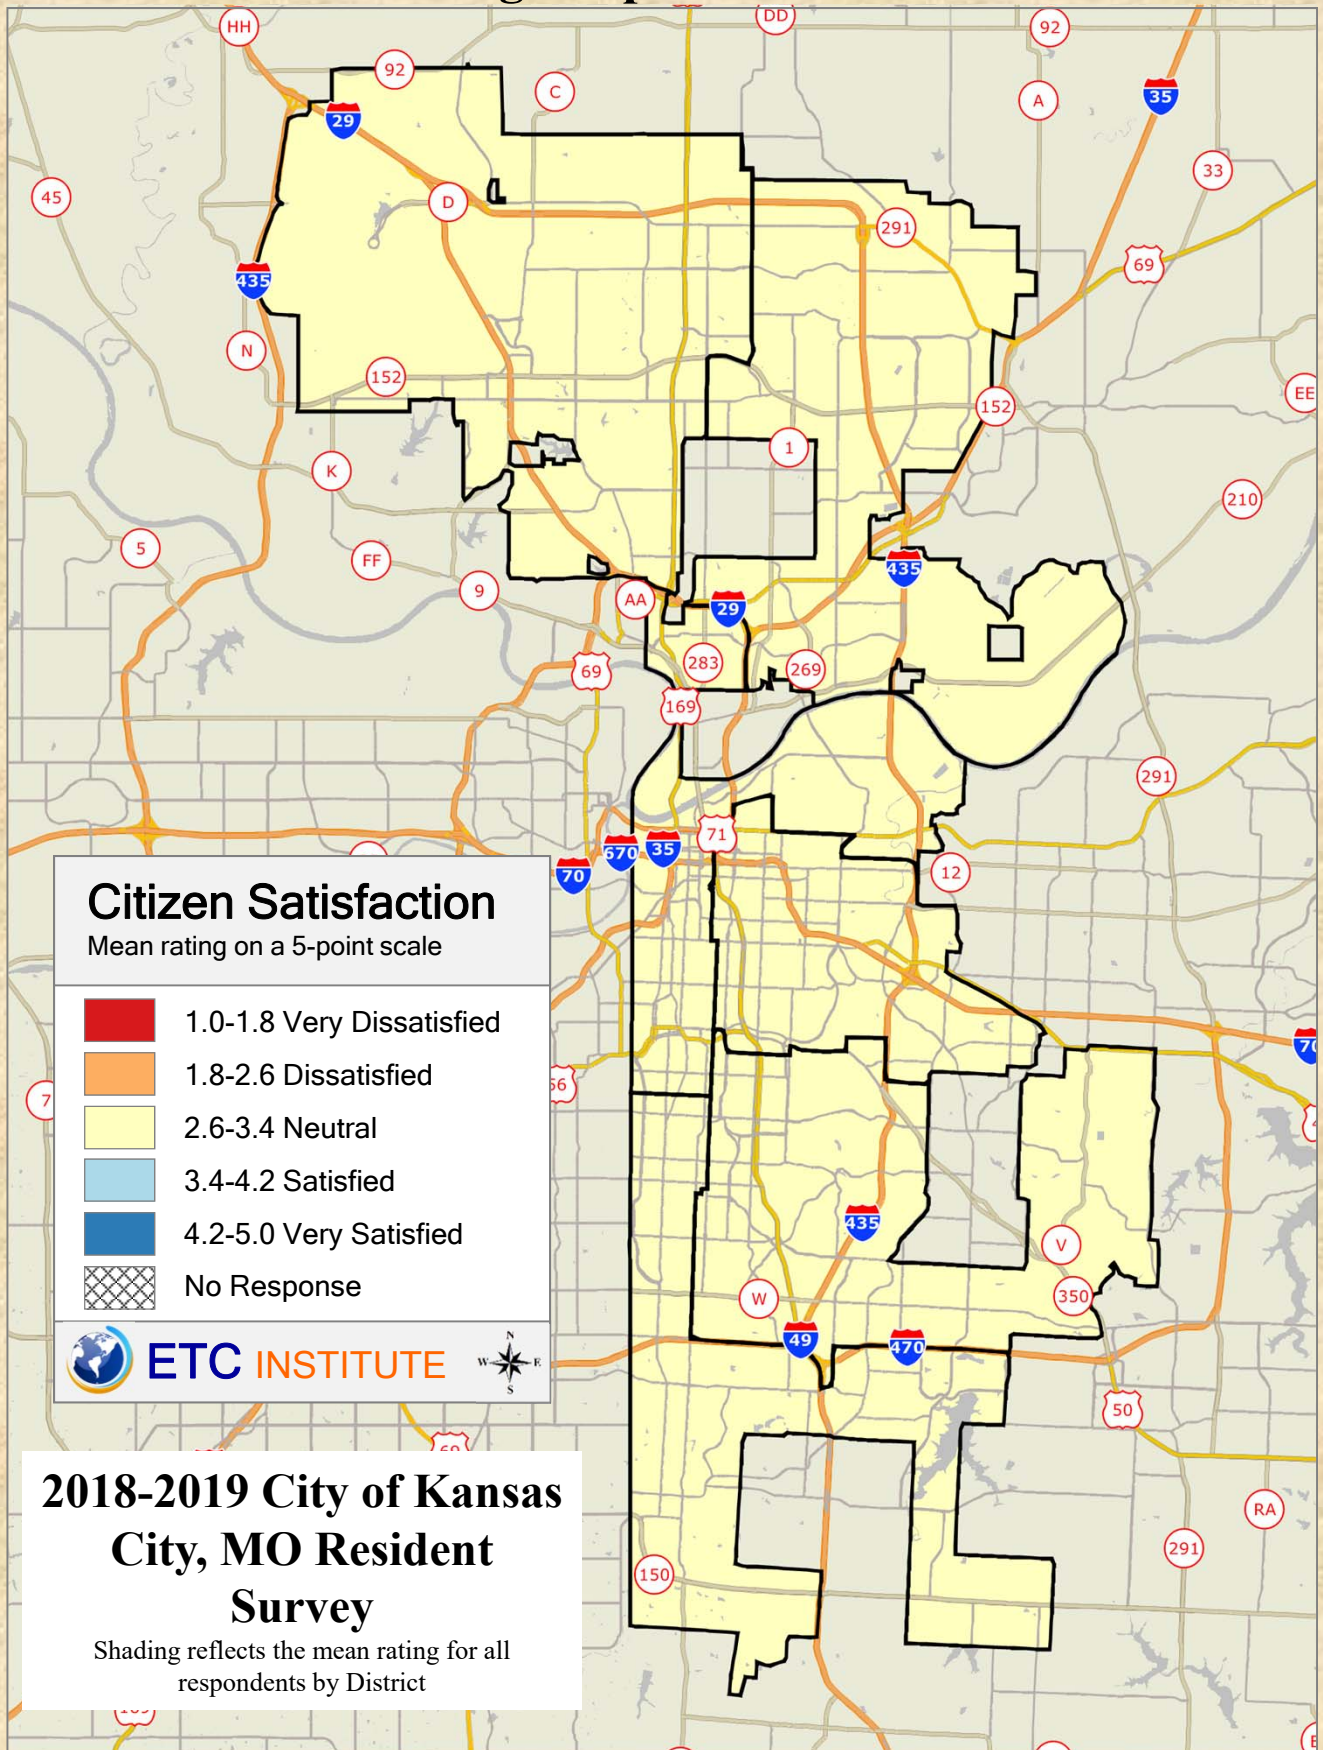 HH
DD
92
92
C
A
35
29
33
45
D
291
69
435
N
152
EE
152
1
K
210
5
FF
435
9
AA
29
283
269
69
169
291
71
670
35
70
12
Citizen Satisfaction
Mean rating on a 5-point scale
1.0-1.8 Very Dissatisfied
1.8-2.6 Dissatisfied
2.6-3.4 Neutral
3.4-4.2 Satisfied
4.2-5.0 Very Satisfied
No Response
ETC INSTITUTE
N
W E
S
70
7
435
V
W
350
49
470
50
RA
291
150
2018-2019 City of Kansas
City, MO Resident
Survey
Shading reflects the mean rating for all
respondents by District